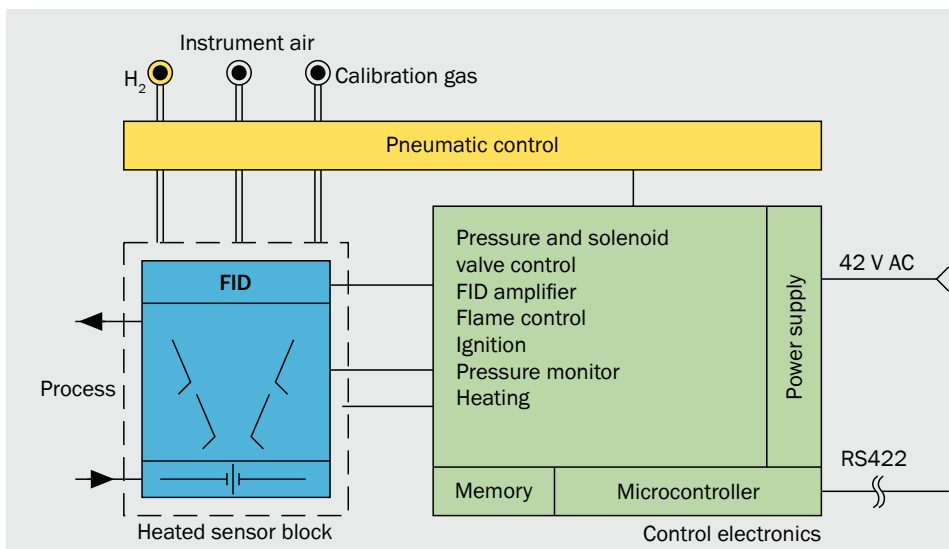 Instrument air
H2
Calibration gas
Pneumatic control
FID
Process
Heated sensor block
Pressure and solenoid
valve control
FID amplifier
Flame control
Ignition
Pressure monitor
Heating
Power supply
42 V AC
Memory
Microcontroller
RS422
Control electronics